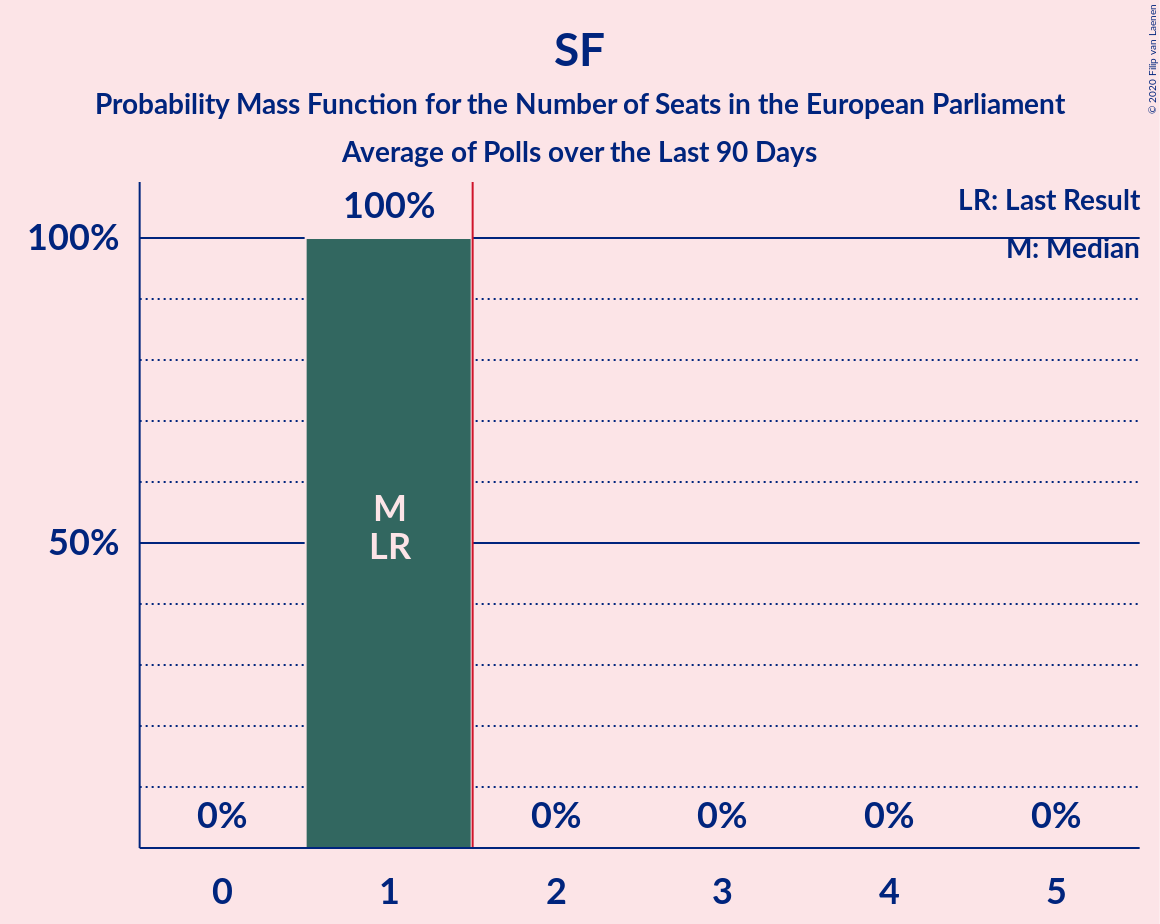 SF
Probability Mass Function for the Number of Seats in the European Parliament
Average of Polls over the Last 90 Days
© 2020 Filip van Laenen
LR: Last Result
M: Median
100%
100%
50%
M
LR
0%
0%
0%
0%
0%
0
1
2
3
4
5